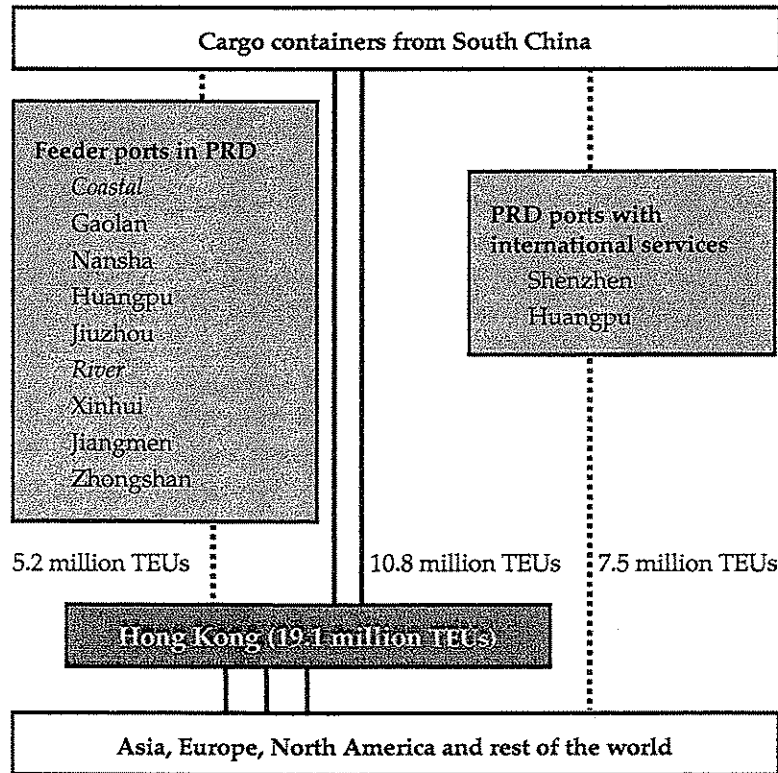 Cargo containers from South China
Feeder ports in PRD
Coastal
Gaolan
Nansha
Huangpu
Jiuzhou
River
Xinhui
Jiangmen
Zhongshan
PRD ports with
international services
Shenzhen
Huangpu
5.2 million TEUs
10.8 million TEUs
7.5 million TEUs
Hong Kong (19.1 million TEUs)
Asia, Europe, North America and rest of the world